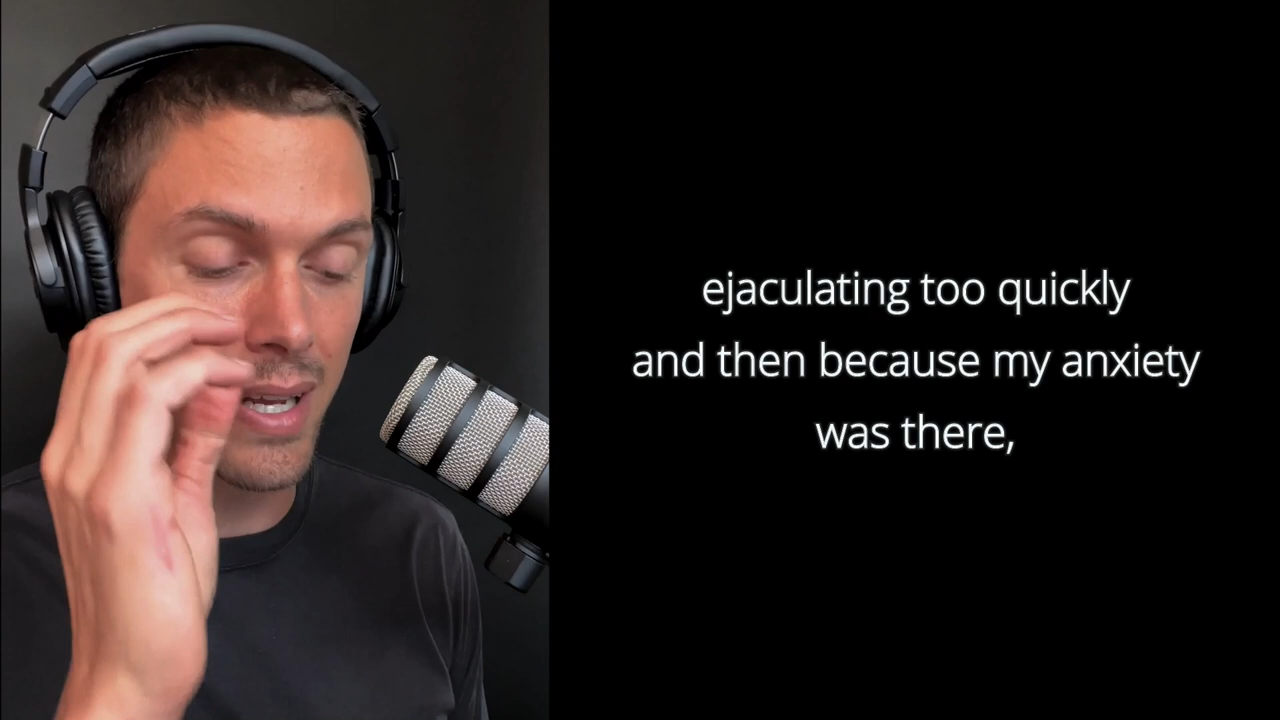 ejaculating too quickly
and then because my anxiety
was there,